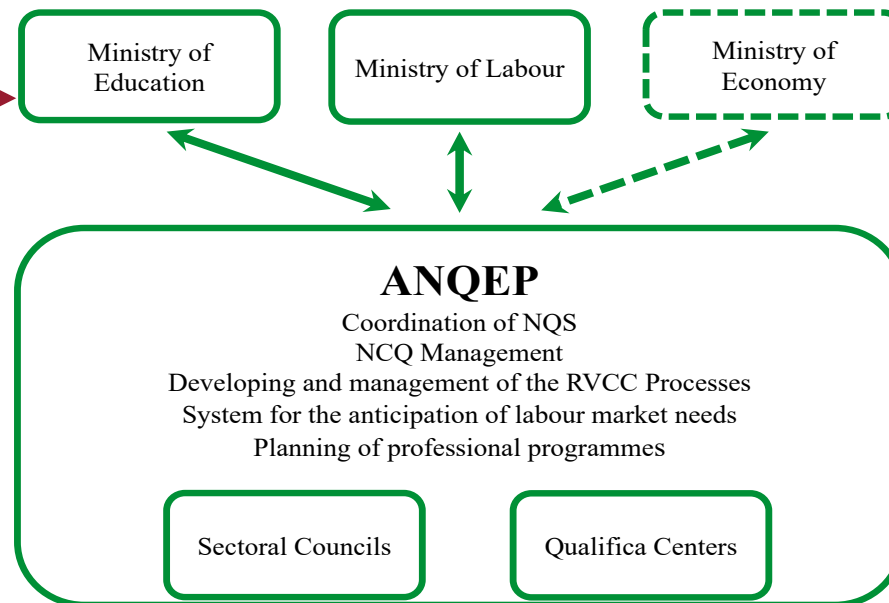 Ministry of
Education
Ministry of Labour
Ministry of
Economy
ANQEP
Coordination of NQS
NCQ Management
Developing and management of the RVCC Processes
System for the anticipation of labour market needs
Planning of professional programmes
Sectoral Councils
Qualifica Centers